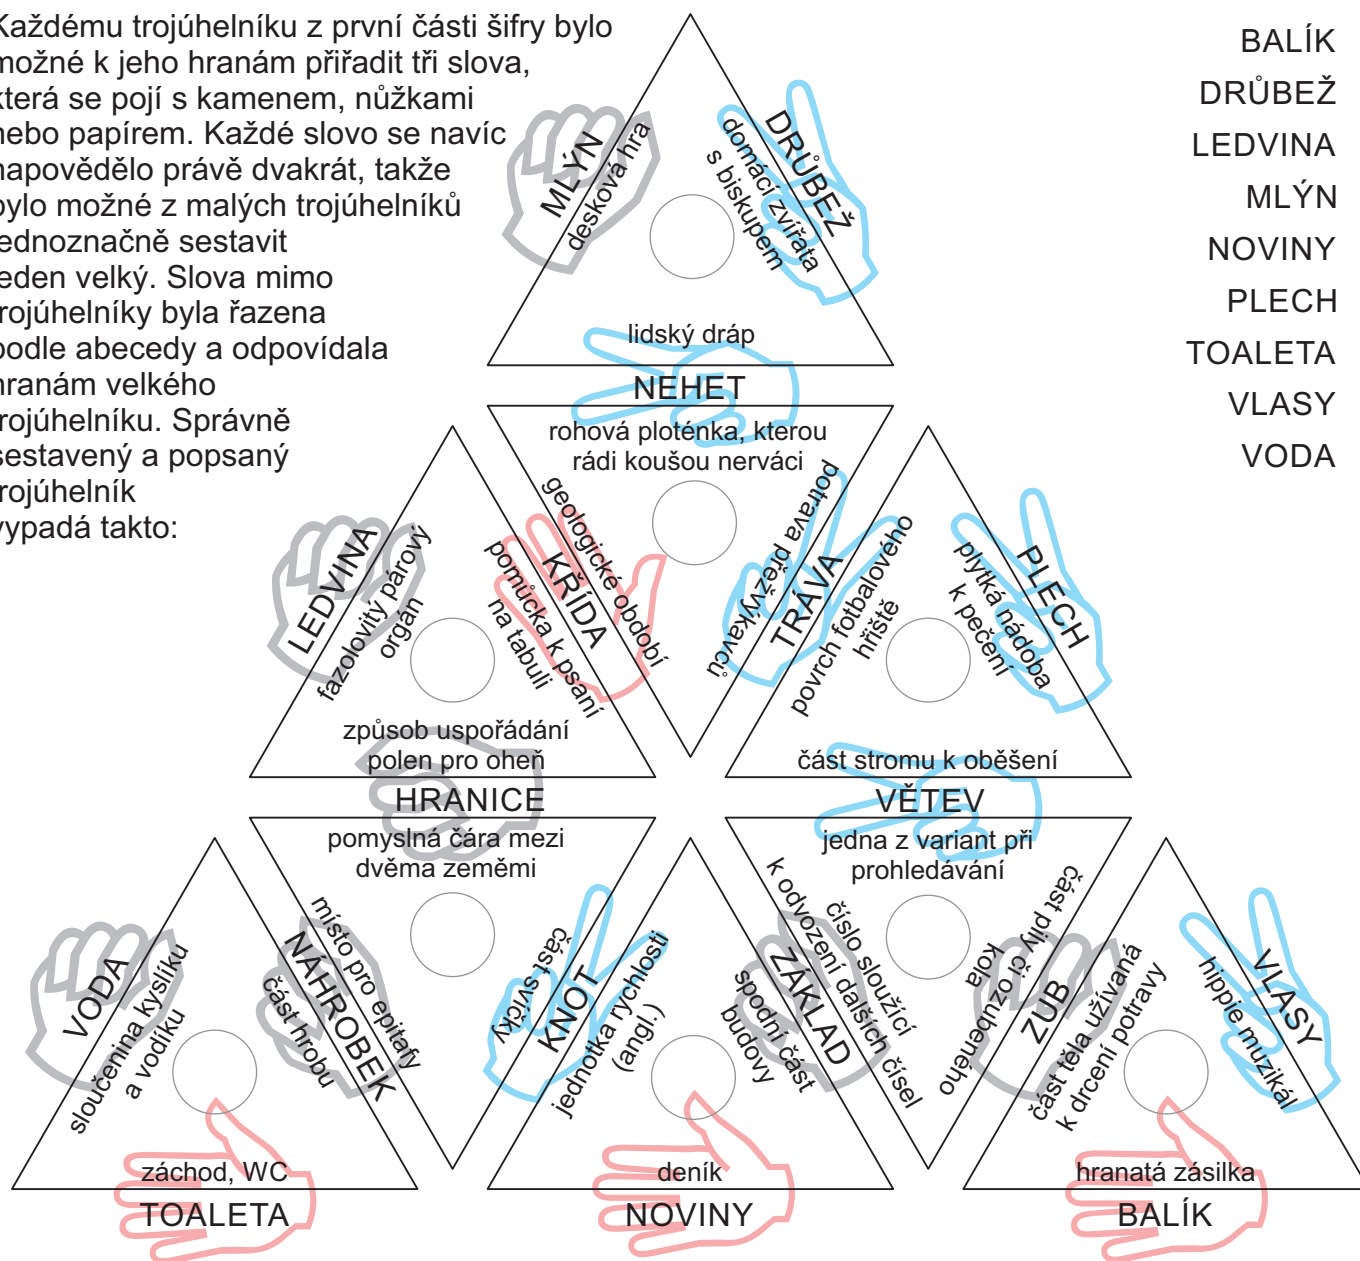 Každému trojúhelníku z první části šifry bylo
možné k jeho hranám přiřadit tři slova,
která se pojí s kamenem, nůžkami
nebo papírem. Každé slovo se navíc
napovědělo právě dvakrát, takže
bylo možné z malých trojúhelníků
jednoznačně sestavit
jeden velký. Slova mimo
trojúhelníky byla řazena
podle abecedy a odpovídala
hranám velkého
trojúhelníku. Správně
sestavený a popsaný
trojúhelník
vypadá takto:
BALÍK
DRŮBEŽ
LEDVINA
MLÝN
NOVINY
PLECH
TOALETA
VLASY
VODA
MLÝN
desková hra
DRŮBEŽ
domácí zvířata
s biskupem
lidský dráp
NEHET
rohová ploténka, kterou
rádi koušou nerváci
geologické období
KŘÍDA
pomůcka k psaní
na tabuli
potrava přežvýkavců
TRÁVA
povrch fotbalového
hřiště
LEDVINA
fazolovitý párový
orgán
způsob uspořádání
polen pro oheň
HRANICE
pomyslná čára mezi
dvěma zeměmi
PLECH
plytká nádoba
k pečení
část stromu k oběšení
VĚTEV
jedna z variant při
prohledávání
VODA
sloučenina kyslíku
a vodíku
místo pro epitafy
NÁHROBEK
část hrobu
záchod, WC
TOALETA
část svíčky
KNOT
jednotka rychlosti
(angl.)
číslo sloužící
k odvození dalších čísel
ZÁKLAD
spodní část
budovy
deník
NOVINY
část pily či ozubeného
kola
ZUB
část těla užívaná
k drcení potravy
VLASY
hippie muzikál
hranatá zásilka
BALÍK